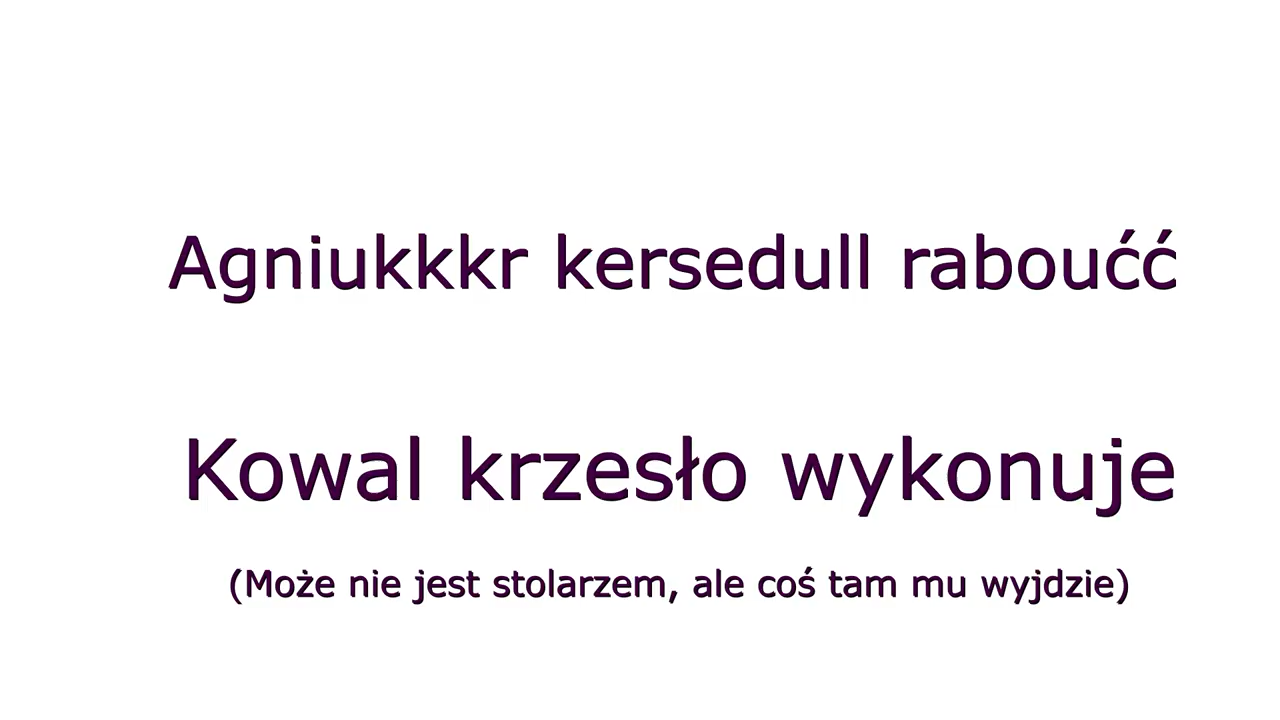 Agniukkkr kersedull raboućć
Kowal krzesło wykonuje
(Może nie jest stolarzem, ale coś tam mu wyjdzie)